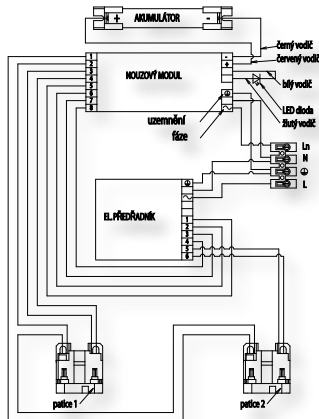 + AKUMULÁTOR -
černý vodič
červený vodič
1
2
3
4
5
6
7
8
NOUZOVÝ MODUL
-
+
bílý vodič
LED dioda
žlutý vodič
uzemnění
fáze
Ln
N
L
EL. PŘEDŘADNÍK
1
2
3
4
5
6
patice 1
patice 2